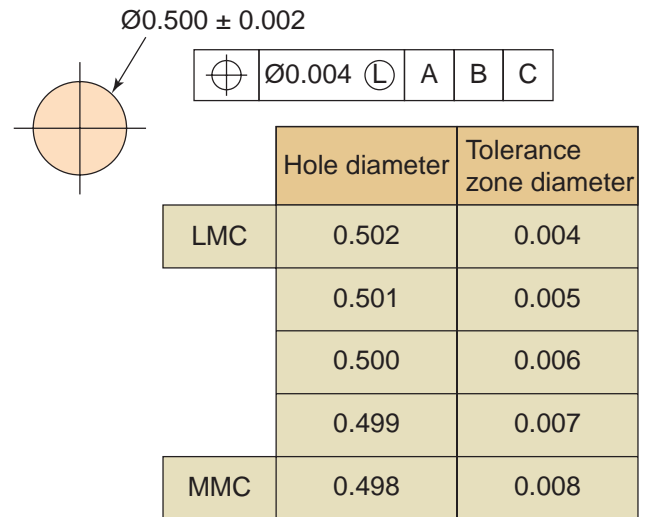 Ø0.500 ± 0.002
Ø0.004 Ⓛ A B C
Hole diameter Tolerance
zone diameter
LMC 0.502 0.004
0.501 0.005
0.500 0.006
0.499 0.007
MMC 0.498 0.008